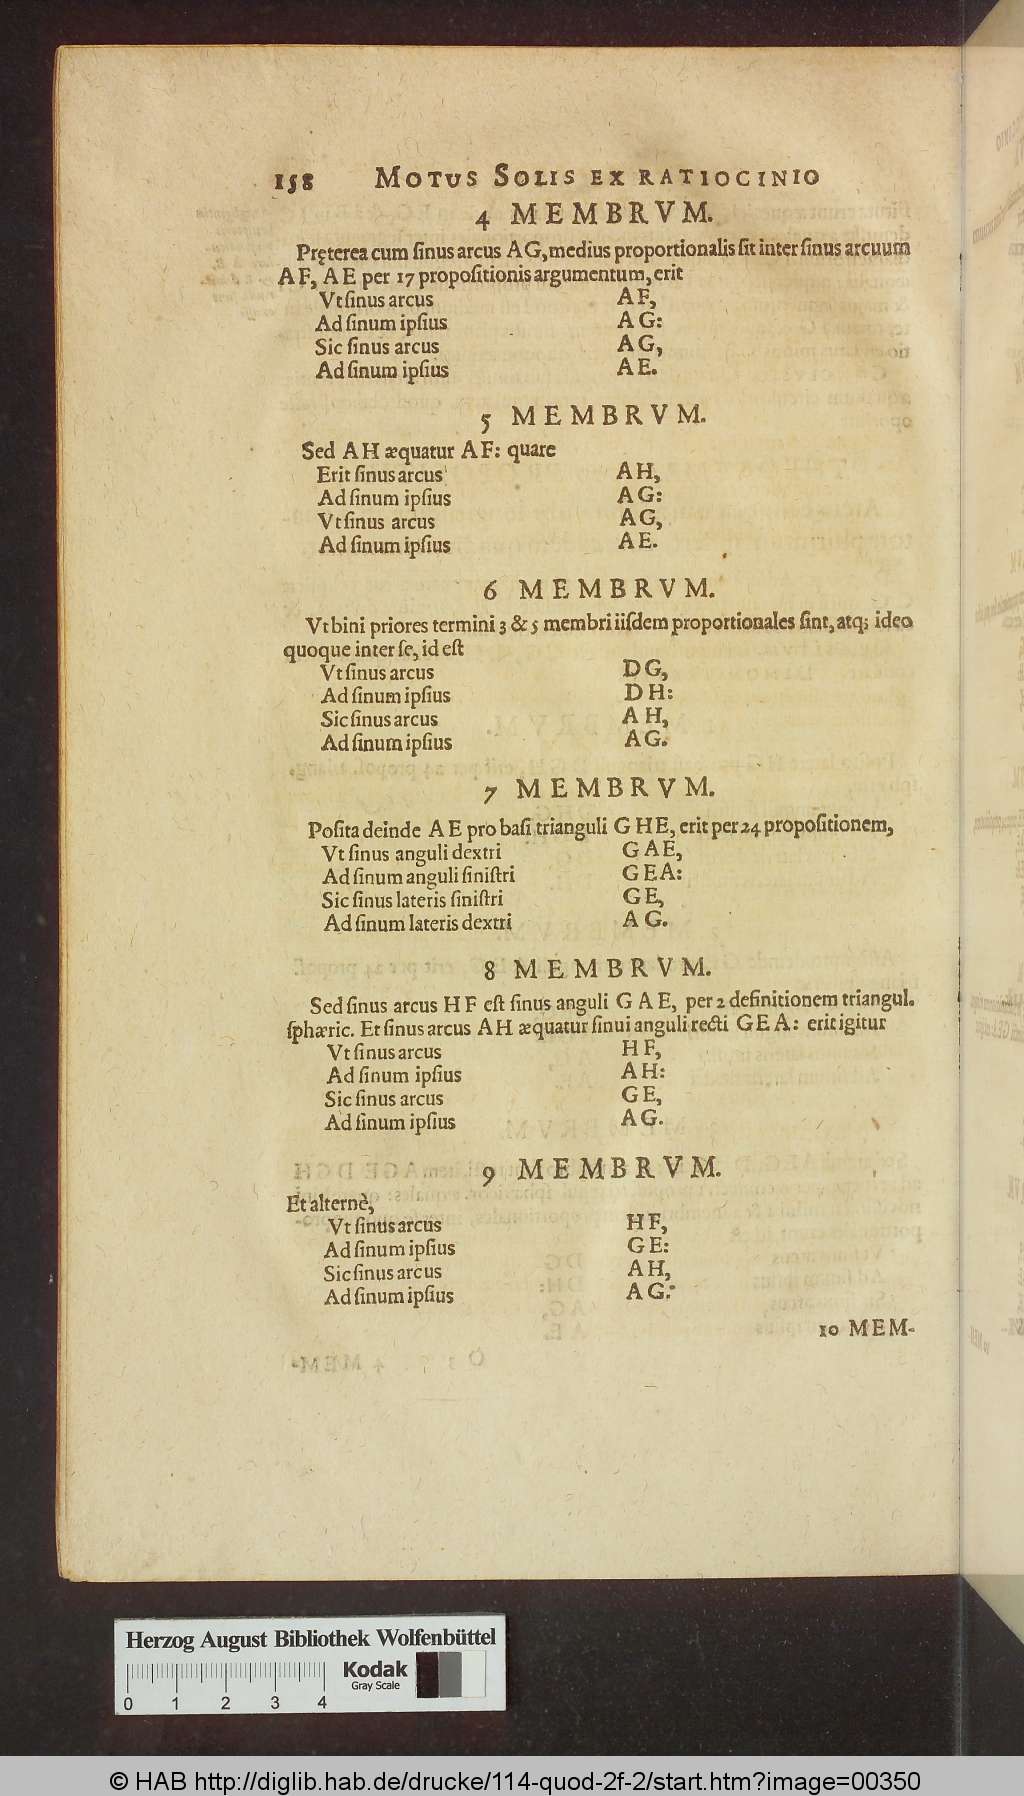 158 MOTUS SOLIS EX RATIOCINIO
4 MEMBRVM.
Pręterea cum ſinus arcus AG, medius proportionalis ſit inter ſinus arcuum
AF, AE per 17 propoſitionis argumentum, erit
Vt ſinus arcus AF,
Ad ſinum ipſius AG:
Sic ſinus arcus AG,
Ad ſinum ipſius AE.
5 MEMBRVM.
Sed AH æquatur AF: quare
Erit ſinus arcus AH,
Ad ſinum ipſius AG:
Vt ſinus arcus AG,
Ad ſinum ipſius AE.
6 MEMBRVM.
Vt bini priores termini 3 & 5 membri iiſdem proportionales ſint, atq; ideo
quoque inter ſe, id eſt
Vt ſinus arcus DG,
Ad ſinum ipſius DH:
Sic ſinus arcus AH,
Ad ſinum ipſius AG.
7 MEMBRVM.
Poſita deinde AE pro baſi trianguli GHE, erit per 24 propoſitionem,
Vt ſinus anguli dextri GAE,
Ad ſinum anguli ſiniſtri GEA:
Sic ſinus lateris ſiniſtri GE,
Ad ſinum lateris dextri AG.
8 MEMBRVM.
Sed ſinus arcus HF eſt ſinus anguli GAE, per 2 definitionem triangul.
ſphæric. Et ſinus arcus AH æquatur ſinui anguli recti GEA: erit igitur
Vt ſinus arcus HF,
Ad ſinum ipſius AH:
Sic ſinus arcus GE,
Ad ſinum ipſius AG.
9 MEMBRVM.
Et alternè,
Vt ſinus arcus HF,
Ad ſinum ipſius GE:
Sic ſinus arcus AH,
Ad ſinum ipſius AG.
10 MEM-
Herzog August Bibliothek Wolfenbüttel
Kodak
Gray Scale
0 1 2 3 4
© HAB http://diglib.hab.de/drucke/114-quod-2f-2/start.htm?image=00350